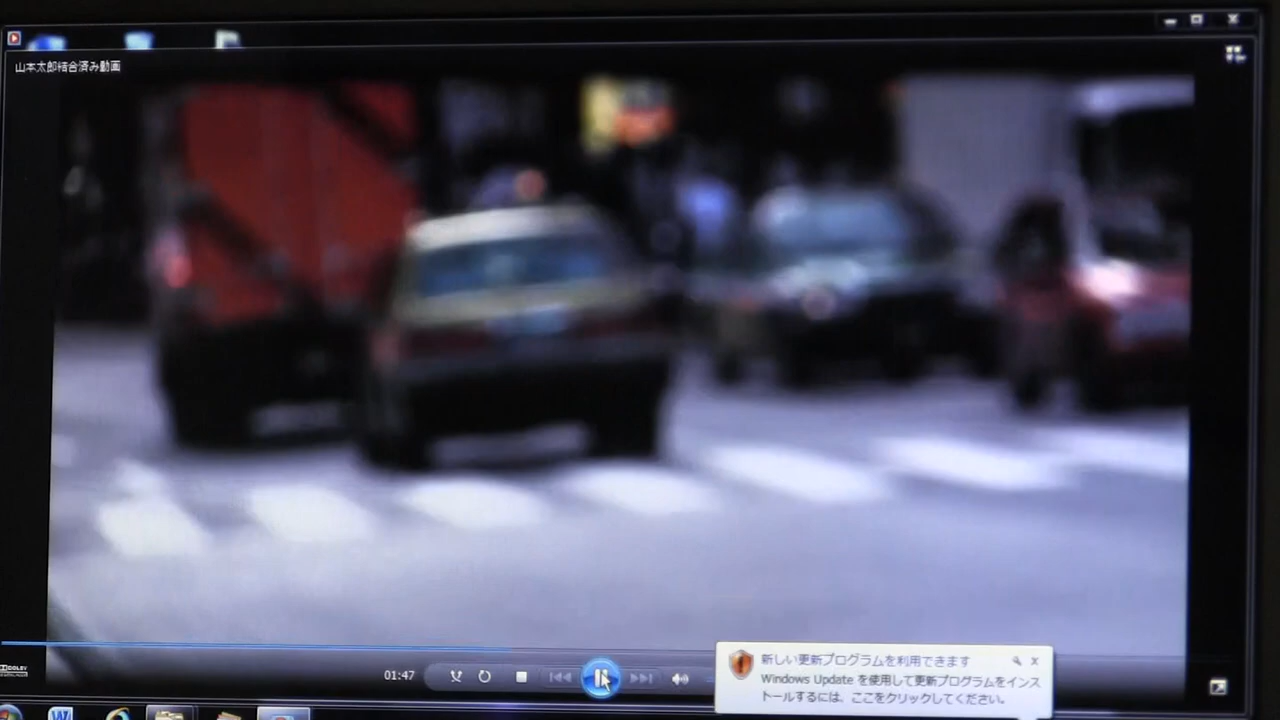 山本太郎結合済み動画
DOLBY
01:47
新しい更新プログラムを利用できます
Windows Update を使用して更新プログラムをインス
トールするには、ここをクリックしてください。